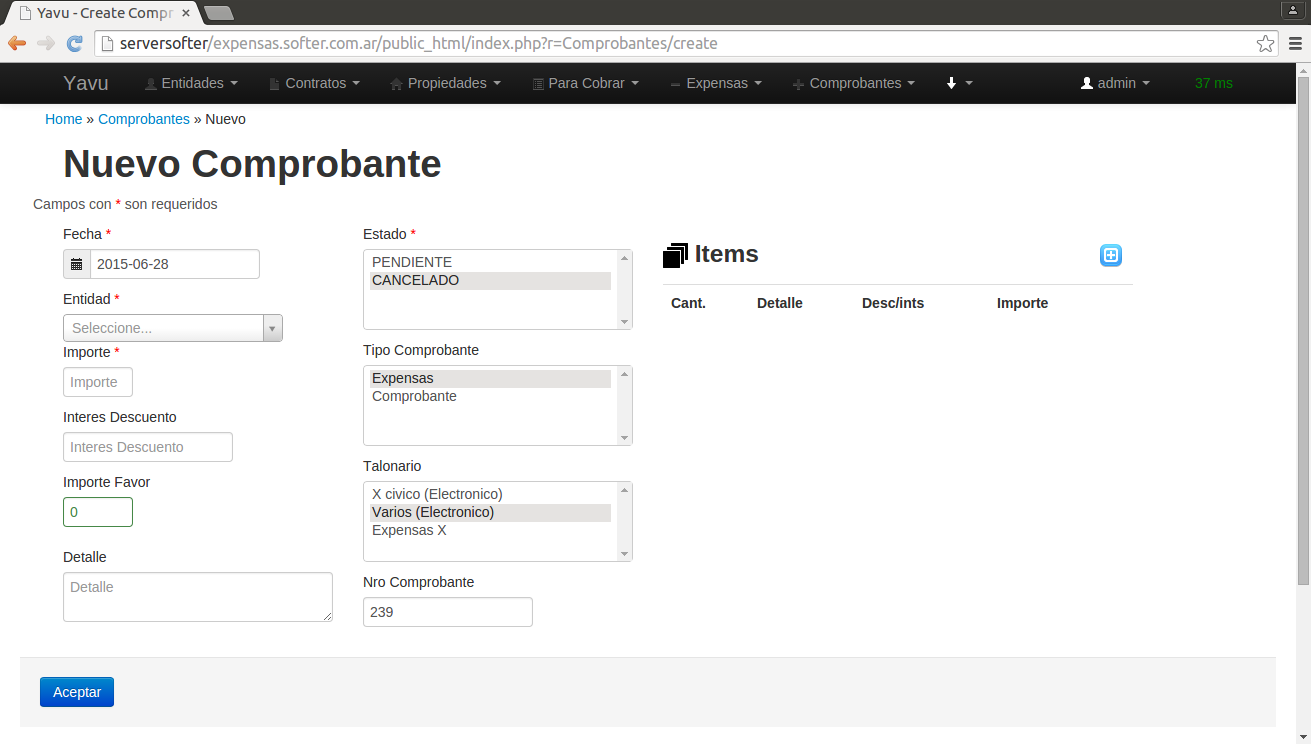 Yavu - Create Compr
serversofter/expensas.softer.com.ar/public_html/index.php?r=Comprobantes/create
Yavu Entidades Contratos Propiedades Para Cobrar Expensas Comprobantes admin 37 ms
Home » Comprobantes » Nuevo
Nuevo Comprobante
Campos con * son requeridos
Fecha *
2015-06-28
Entidad *
Seleccione...
Importe *
Importe
Interes Descuento
Interes Descuento
Importe Favor
0
Detalle
Detalle
Estado *
PENDIENTE
CANCELADO
Tipo Comprobante
Expensas
Comprobante
Talonario
X civico (Electronico)
Varios (Electronico)
Expensas X
Nro Comprobante
239
Items
Cant. Detalle Desc/ints Importe
Aceptar